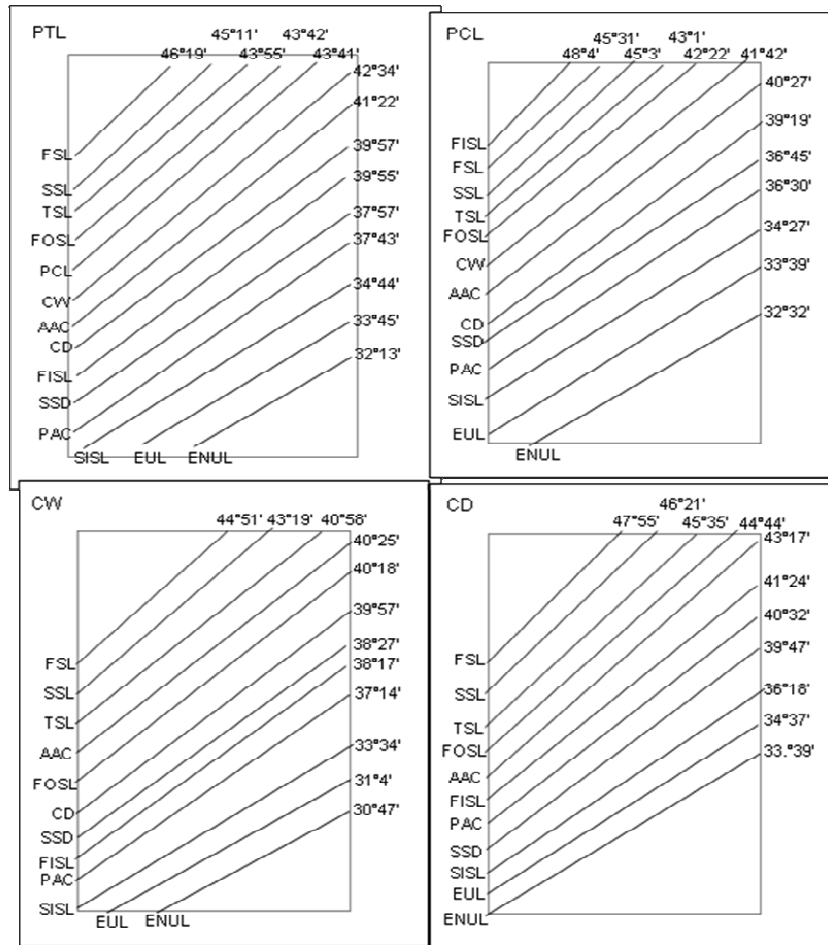 PTL
45°11' 43°42'
46°19' 43°55' 43°41'
42°34'
41°22'
39°57'
39°55'
37°57'
37°43'
34°44'
33°45'
32°13'
FSL
SSL
TSL
FOSL
PCL
CW
AAC
CD
FISL
SSD
PAC
SISL EUL ENUL
PCL
45°31' 43°1'
48°4' 45°3' 42°22' 41°42'
40°27'
39°19'
36°45'
36°30'
34°27'
33°39'
32°32'
FISL
FSL
SSL
TSL
FOSL
CW
AAC
CD
SSD
PAC
SISL
EUL
ENUL
CW
44°51' 43°19' 40°58'
40°25'
40°18'
39°57'
38°27'
38°17'
37°14'
33°34'
31°4'
30°47'
FSL
SSL
TSL
AAC
FOSL
CD
SSD
FISL
PAC
SISL
EUL ENUL
CD
46°21'
47°55' 45°35' 44°44'
43°17'
41°24'
40°32'
39°47'
36°18'
34°37'
33.°39'
FSL
SSL
TSL
FOSL
AAC
FISL
PAC
SSD
SISL
EUL
ENUL